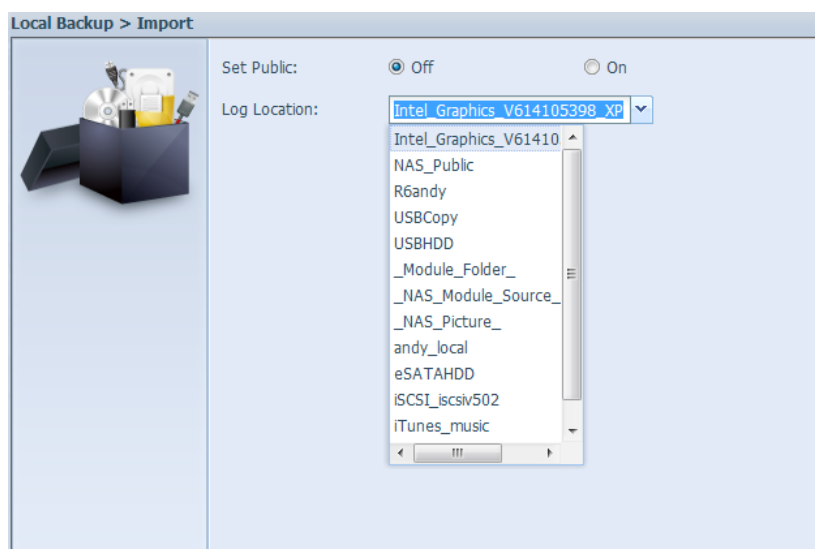 Local Backup > Import
Set Public: Off On
Log Location: Intel_Graphics_V614105398_XP
Intel_Graphics_V61410
NAS_Public
R6andy
USBCopy
USBHDD
_Module_Folder_
_NAS_Module_Source_
_NAS_Picture_
andy_local
eSATAHDD
iSCSI_iscsiv502
iTunes_music